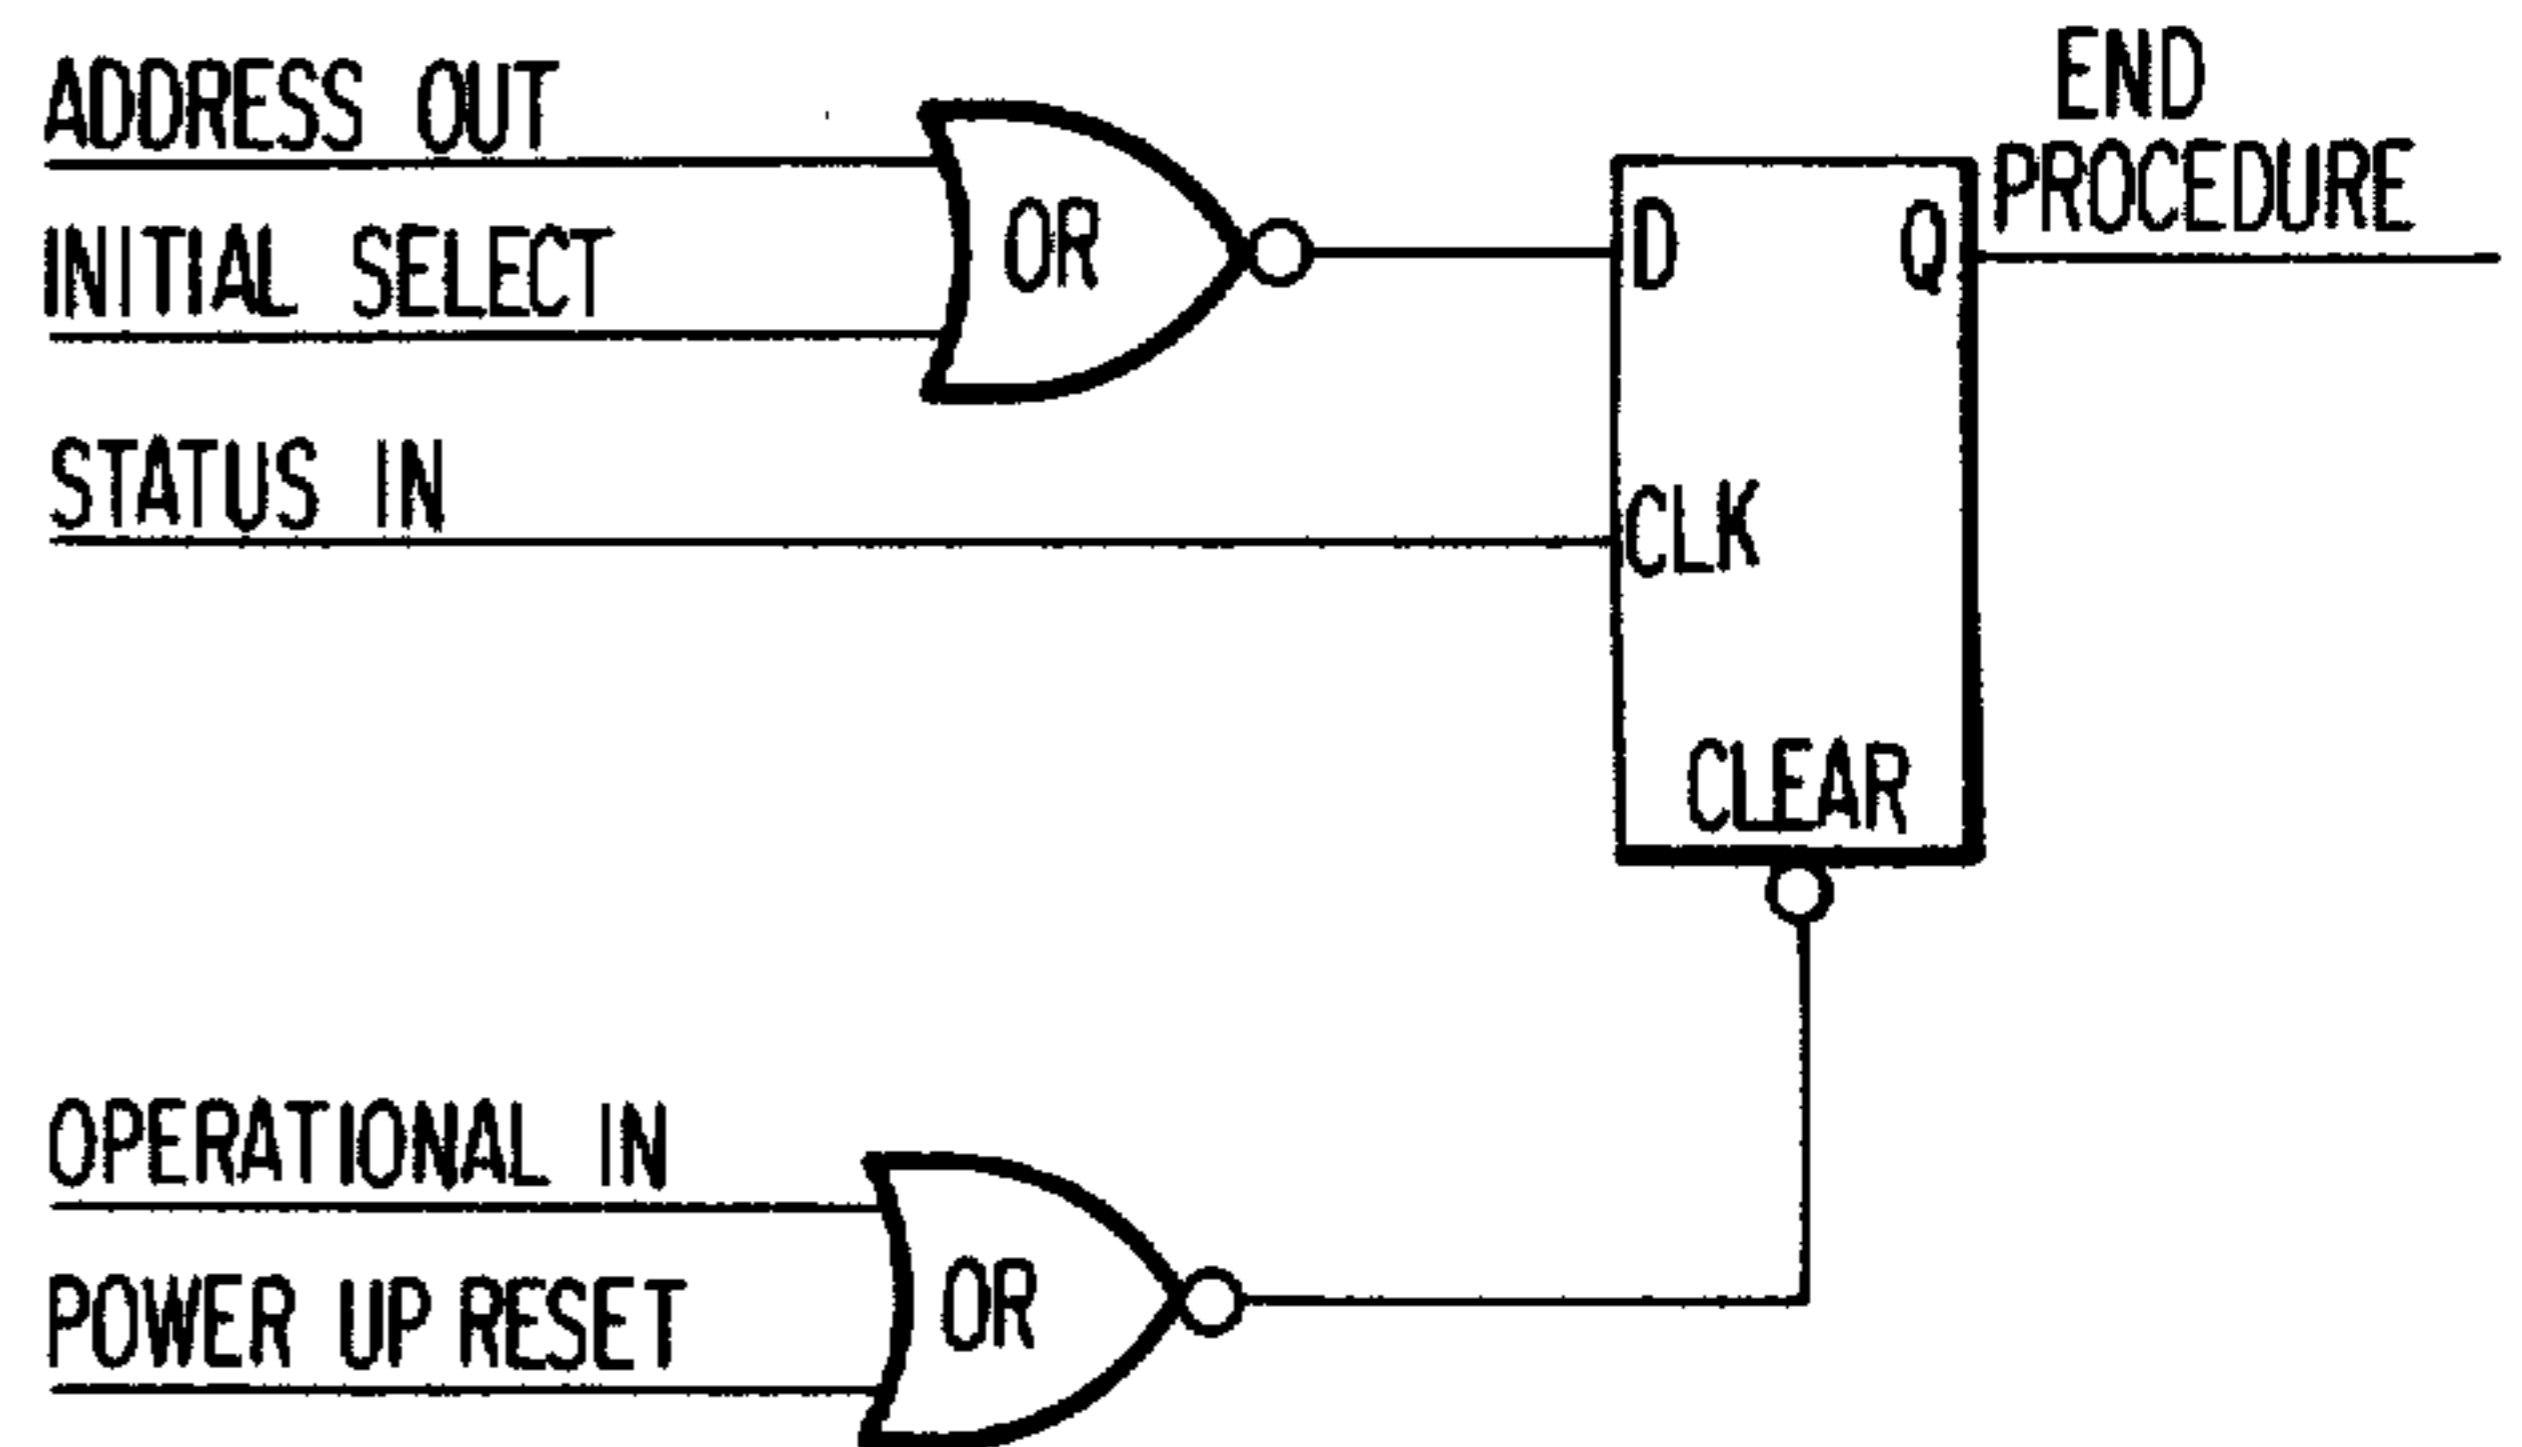 ADDRESS OUT
INITIAL SELECT
STATUS IN
OR
D
Q
CLK
CLEAR
END
PROCEDURE
OPERATIONAL IN
POWER UP RESET
OR